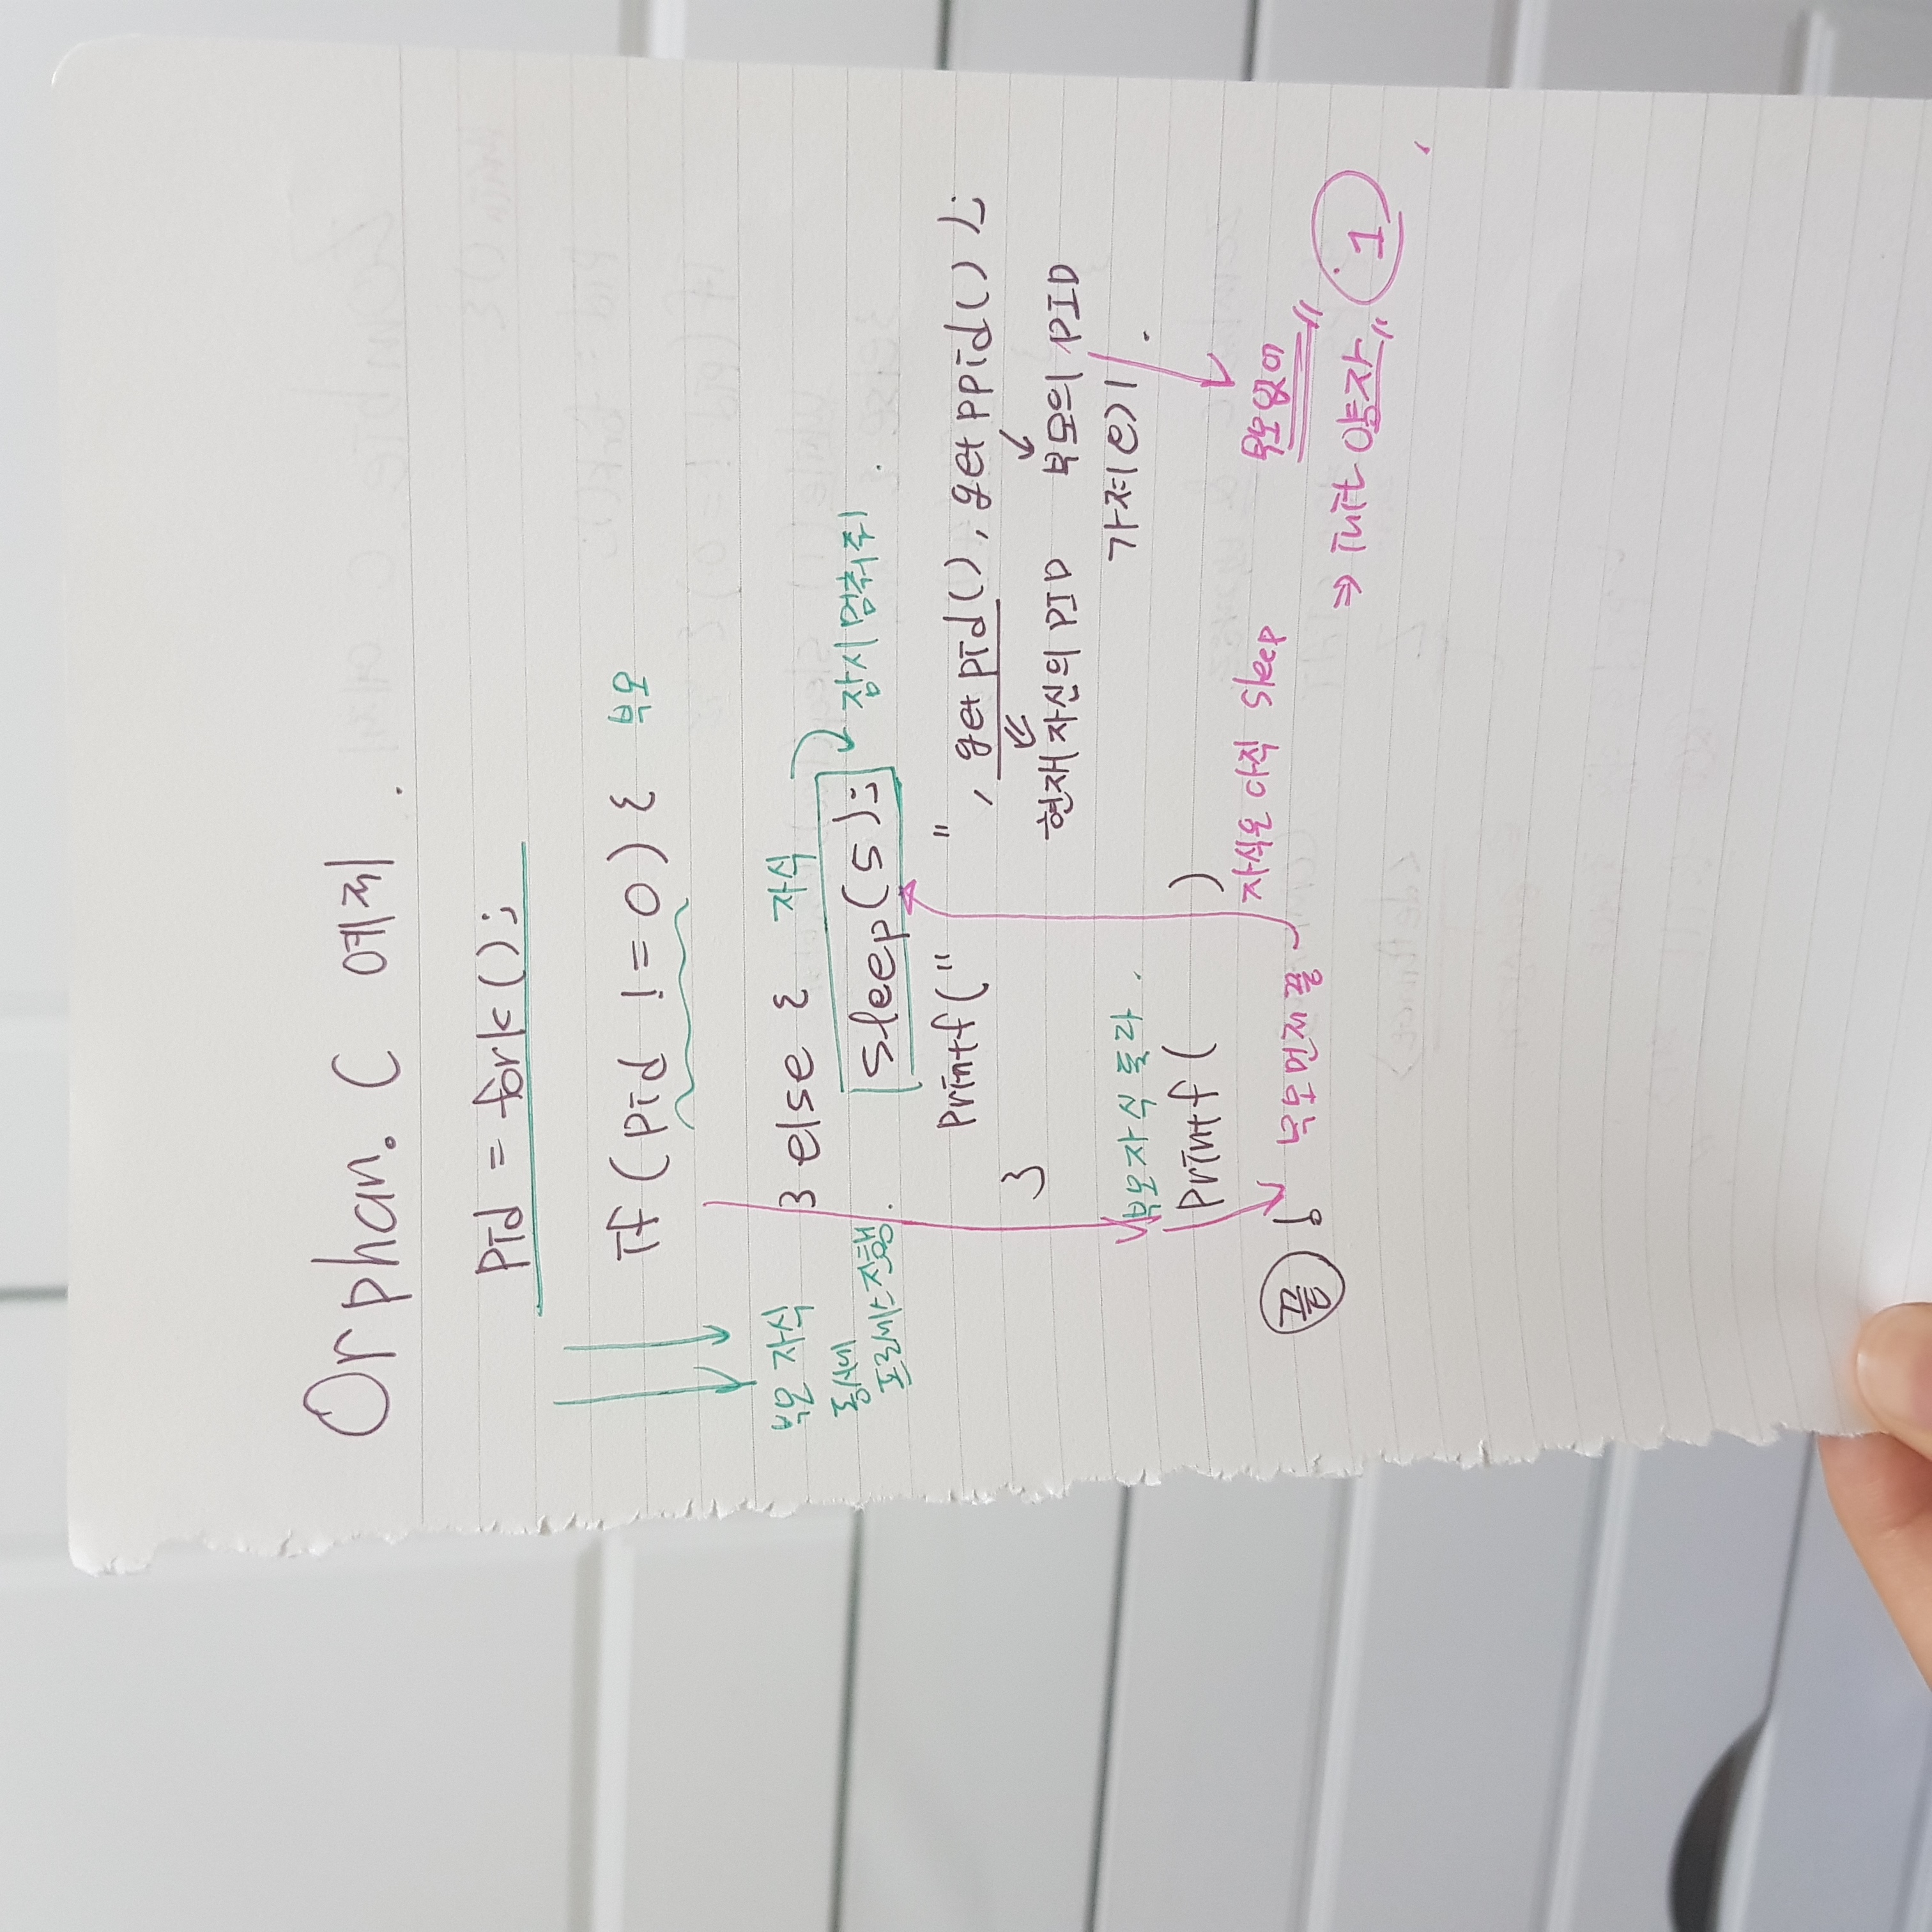 Orphan. C 예제 .
pid = fork();
if (pid != 0) { 부모
} else { 자식
부모 자식
동시에
프로세스 진행.
sleep(5); 잠시 멈춰줘 .
printf(" ", getpid(), getppid() );
}
현재 자신의 PID 부모의 PID
가져오기 .
부모자식 둘다 .
printf( )
자식은 아직 sleep
끝 ! 부모먼저 끝
부모없어
⇒ init 양자 1